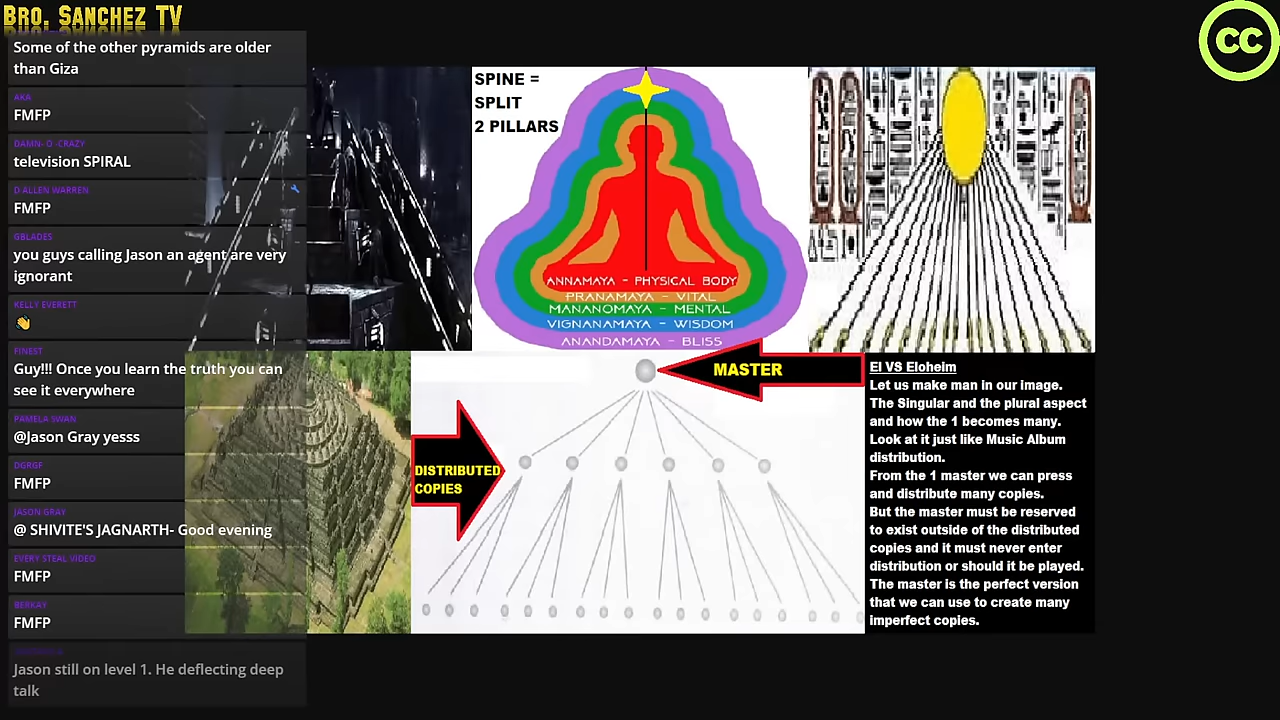 BRO. SANCHEZ TV
CC
Some of the other pyramids are older
than Giza
AKA
FMFP
DAMN- O -CRAZY
television SPIRAL
D ALLEN WARREN
FMFP
GBLADES
you guys calling Jason an agent are very
ignorant
KELLY EVERETT
FINEST
Guy!!! Once you learn the truth you can
see it everywhere
PAMELA SWAN
@Jason Gray yesss
DGRGF
FMFP
JASON GRAY
@ SHIVITE'S JAGNARTH- Good evening
EVERY STEAL VIDEO
FMFP
BERKAY
FMFP
Jason still on level 1. He deflecting deep
talk
SPINE =
SPLIT
2 PILLARS
ANNAMAYA - PHYSICAL BODY
PRANAMAYA - VITAL
MANANOMAYA - MENTAL
VIGNANAMAYA - WISDOM
ANANDAMAYA - BLISS
MASTER
DISTRIBUTED
COPIES
El VS Eloheim
Let us make man in our image.
The Singular and the plural aspect
and how the 1 becomes many.
Look at it just like Music Album
distribution.
From the 1 master we can press
and distribute many copies.
But the master must be reserved
to exist outside of the distributed
copies and it must never enter
distribution or should it be played.
The master is the perfect version
that we can use to create many
imperfect copies.